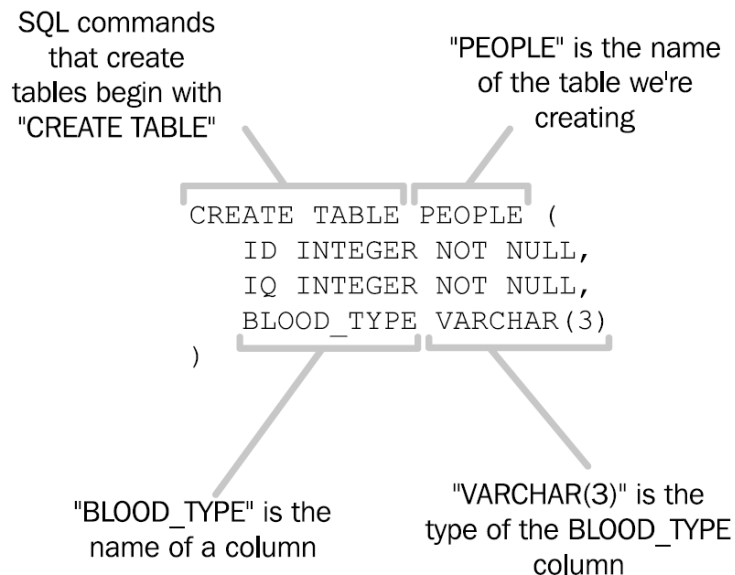 SQL commands
that create
tables begin with
"CREATE TABLE"
"PEOPLE" is the name
of the table we're
creating
CREATE TABLE PEOPLE (
ID INTEGER NOT NULL,
IQ INTEGER NOT NULL,
BLOOD_TYPE VARCHAR(3)
)
"BLOOD_TYPE" is the
name of a column
"VARCHAR(3)" is the
type of the BLOOD_TYPE
column